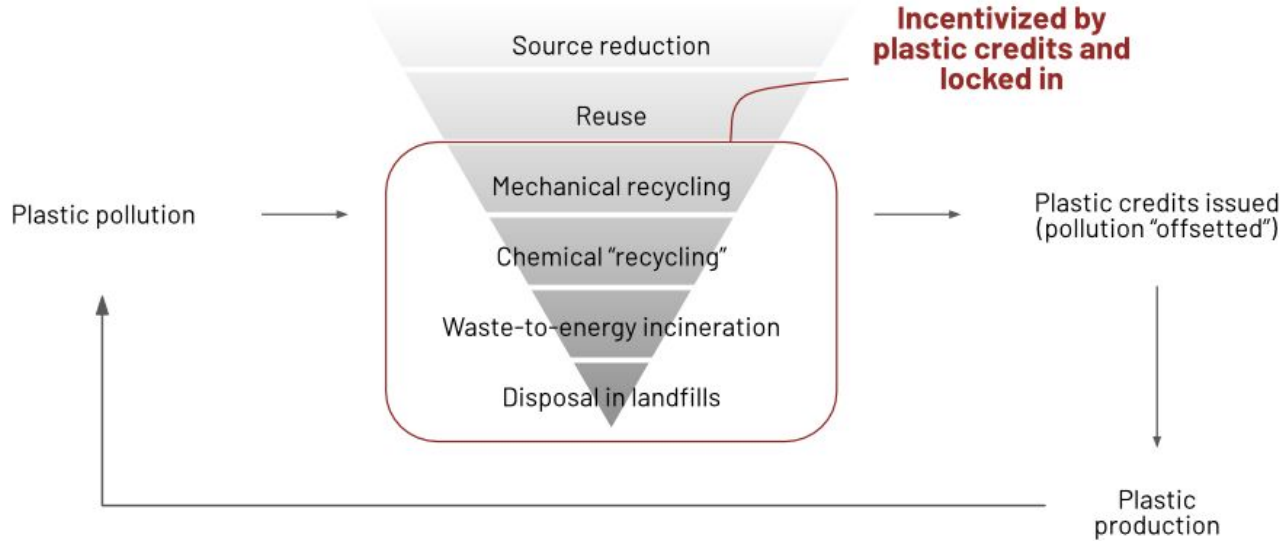 Incentivized by
plastic credits and
locked in
Source reduction
Reuse
Mechanical recycling
Chemical “recycling”
Waste-to-energy incineration
Disposal in landfills
Plastic pollution
Plastic credits issued
(pollution “offsetted”)
Plastic
production